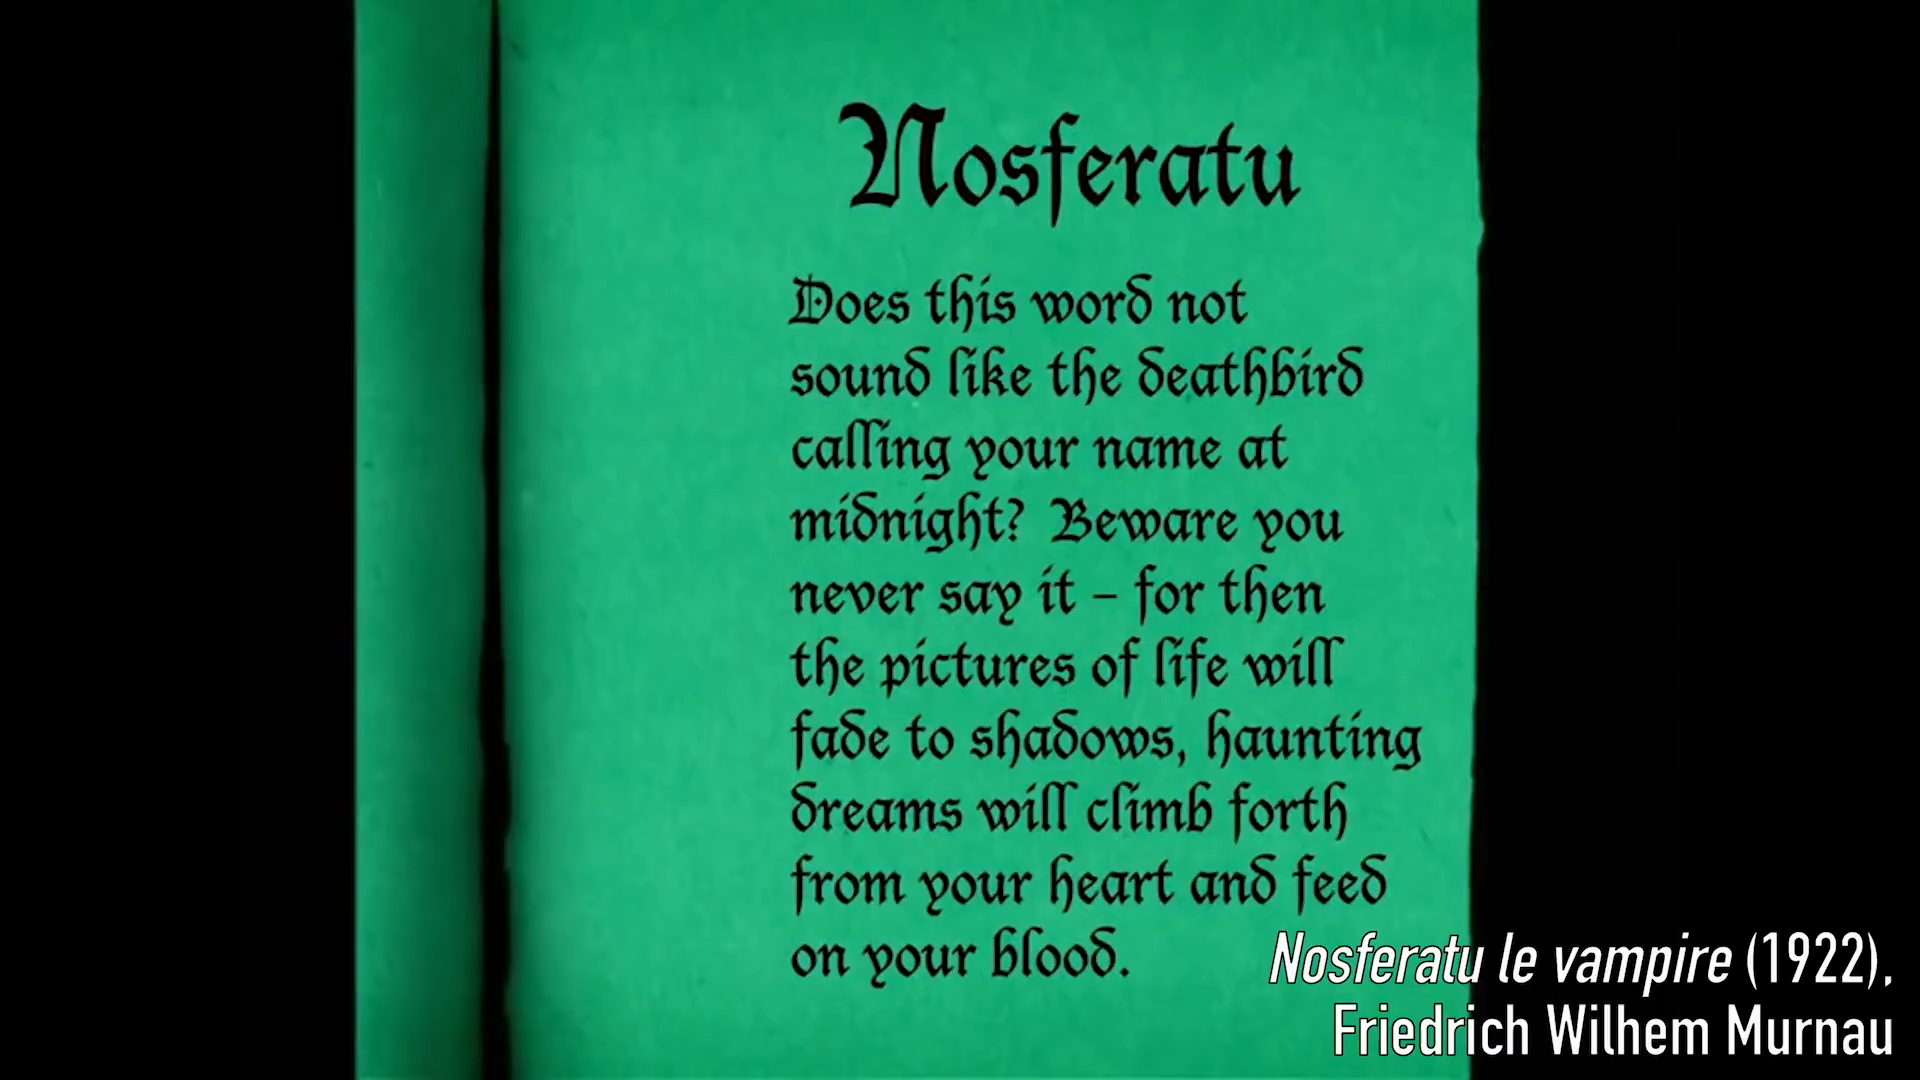 Nosferatu
Does this word not
sound like the deathbird
calling your name at
midnight? Beware you
never say it – for then
the pictures of life will
fade to shadows, haunting
dreams will climb forth
from your heart and feed
on your blood.
Nosferatu le vampire (1922),
Friedrich Wilhem Murnau